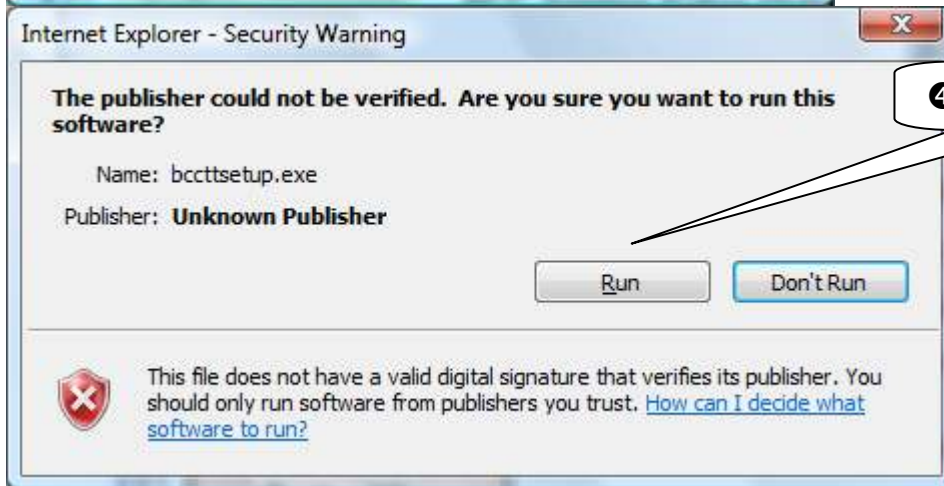 Internet Explorer - Security Warning
The publisher could not be verified. Are you sure you want to run this
software?
❹
Name: bccttsetup.exe
Publisher: Unknown Publisher
Run
Don't Run
This file does not have a valid digital signature that verifies its publisher. You
should only run software from publishers you trust. How can I decide what
software to run?